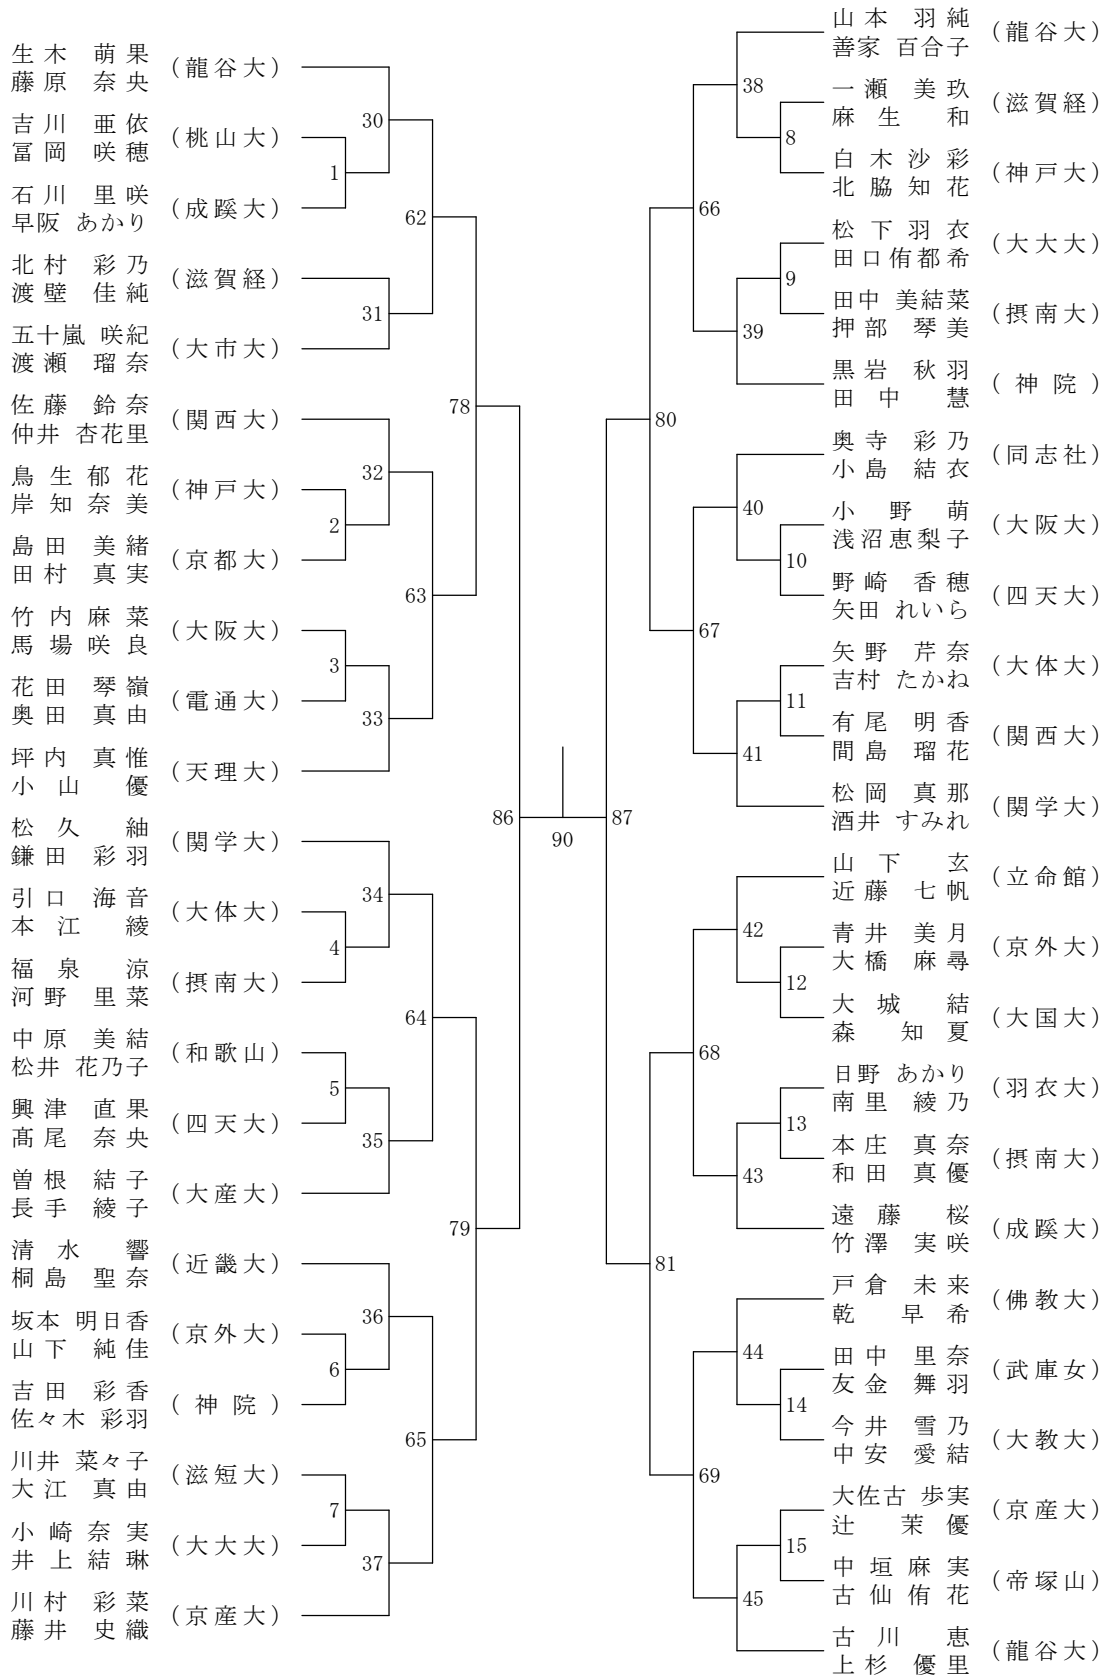 生木 萌果
藤原 奈央
(龍谷大)
吉川 亜依
冨岡 咲穂
(桃山大)
石川 里咲
早阪 あかり
(成蹊大)
北村 彩乃
渡壁 佳純
(滋賀経)
五十嵐 咲紀
渡瀬 瑠奈
(大市大)
佐藤 鈴奈
仲井 杏花里
(関西大)
鳥生郁花
岸知奈美
(神戸大)
島田 美緒
田村 真実
(京都大)
竹内麻菜
馬場咲良
(大阪大)
花田 琴嶺
奥田 真由
(電通大)
坪内 真惟
小山 優
(天理大)
松久 紬
鎌田 彩羽
(関学大)
引口 海音
本江 綾
(大体大)
福泉 涼
河野 里菜
(摂南大)
中原 美結
松井 花乃子
(和歌山)
興津 直果
髙尾 奈央
(四天大)
曽根 結子
長手 綾子
(大産大)
清水 響
桐島 聖奈
(近畿大)
坂本 明日香
山下 純佳
(京外大)
吉田 彩香
佐々木 彩羽
(神院)
川井 菜々子
大江 真由
(滋短大)
小崎奈実
井上結琳
(大大大)
川村 彩菜
藤井 史織
(京産大)
1
2
3
4
5
6
7
30
31
32
33
34
35
36
37
62
63
64
65
78
79
86
90
87
80
81
66
67
68
69
38
39
40
41
42
43
44
45
8
9
10
11
12
13
14
15
山本 羽純
善家 百合子
(龍谷大)
一瀬 美玖
麻生 和
(滋賀経)
白木沙彩
北脇知花
(神戸大)
松下羽衣
田口侑都希
(大大大)
田中 美結菜
押部 琴美
(摂南大)
黒岩 秋羽
田中 慧
(神院)
奥寺 彩乃
小島 結衣
(同志社)
小野 萌
浅沼恵梨子
(大阪大)
野崎 香穂
矢田 れいら
(四天大)
矢野 芹奈
吉村 たかね
(大体大)
有尾 明香
間島 瑠花
(関西大)
松岡 真那
酒井 すみれ
(関学大)
山下 玄
近藤 七帆
(立命館)
青井 美月
大橋 麻尋
(京外大)
大城 結
森 知夏
(大国大)
日野 あかり
南里 綾乃
(羽衣大)
本庄 真奈
和田 真優
(摂南大)
遠藤 桜
竹澤 実咲
(成蹊大)
戸倉 未来
乾 早希
(佛教大)
田中 里奈
友金 舞羽
(武庫女)
今井 雪乃
中安 愛結
(大教大)
大佐古 歩実
辻 茉優
(京産大)
中垣麻実
古仙侑花
(帝塚山)
古川 恵
上杉 優里
(龍谷大)